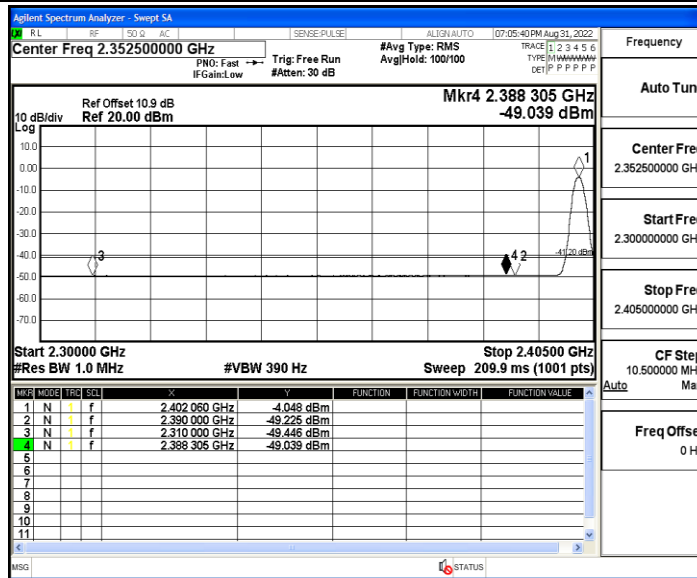 Agilent Spectrum Analyzer - Swept SA
RL RF 50 Ω AC SENSE:PULSE ALIGN AUTO 07:05:40 PM Aug 31, 2022
Center Freq 2.352500000 GHz
PNO: Fast
IFGain:Low
Trig: Free Run
#Atten: 30 dB
#Avg Type: RMS
Avg|Hold: 100/100
TRACE 1 2 3 4 5 6
TYPE M
DET P P P P P P
Ref Offset 10.9 dB
Ref 20.00 dBm
10 dB/div
Log
Mkr4 2.388 305 GHz
-49.039 dBm
10.0
0.00
-10.0
-20.0
-30.0
-40.0
-50.0
-60.0
-70.0
1
3
4 2
-41.20 dBm
Start 2.30000 GHz Stop 2.40500 GHz
#Res BW 1.0 MHz #VBW 390 Hz Sweep 209.9 ms (1001 pts)
MKR MODE TRC SCL X Y FUNCTION FUNCTION WIDTH FUNCTION VALUE
1 N 1 f 2.402 060 GHz -4.048 dBm
2 N 1 f 2.390 000 GHz -49.225 dBm
3 N 1 f 2.310 000 GHz -49.446 dBm
4 N 1 f 2.388 305 GHz -49.039 dBm
5
6
7
8
9
10
11
MSG STATUS
Frequency
Auto Tun
Center Fre
2.352500000 GH
Start Fre
2.300000000 GH
Stop Fre
2.405000000 GH
CF Step
10.500000 MH
Auto Ma
Freq Offse
0 H